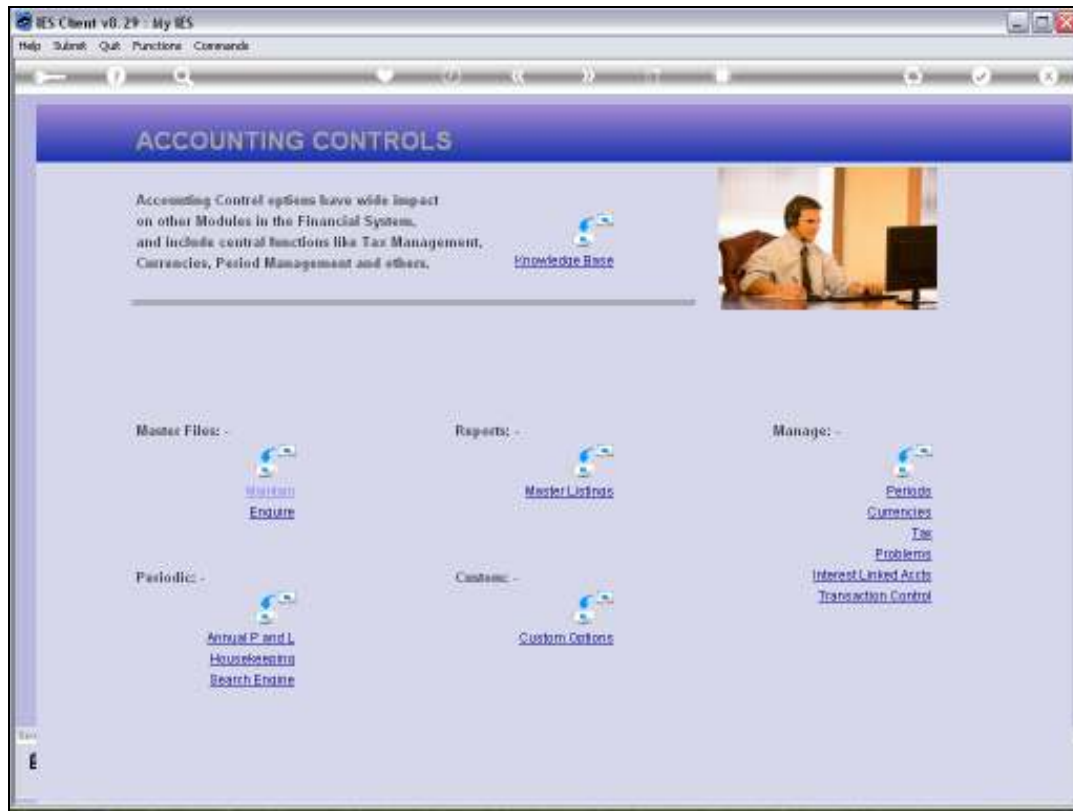 IES Client v8.29 : My IES
Help Submit Quit Functions Commands
ACCOUNTING CONTROLS
Accounting Control options have wide impact
on other Modules in the Financial System,
and include central functions like Tax Management,
Currencies, Period Management and others.
Knowledge Base
Master Files: -
Maintain
Enquire
Reports: -
Master Listings
Manage: -
Periods
Currencies
Tax
Problems
Interest Linked Accts
Transaction Control
Periodic: -
Annual P and L
Housekeeping
Search Engine
Custom: -
Custom Options